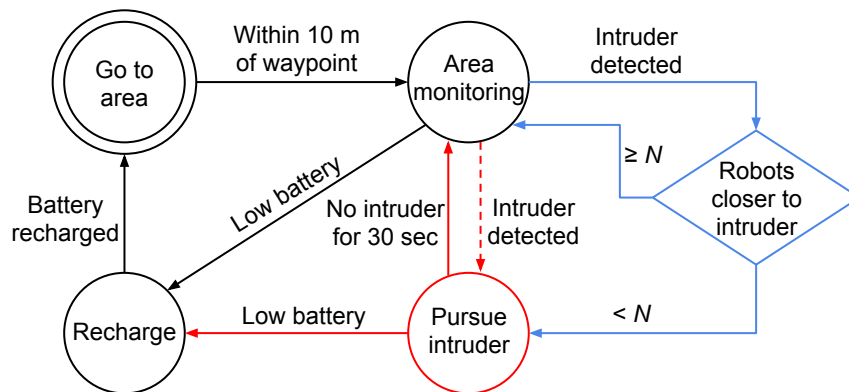 Go to
area
Within 10 m
of waypoint
Area
monitoring
Intruder
detected
≥ N
Robots
closer to
intruder
Battery
recharged
Low battery
No intruder
for 30 sec
Intruder
detected
Recharge
Low battery
Pursue
intruder
< N